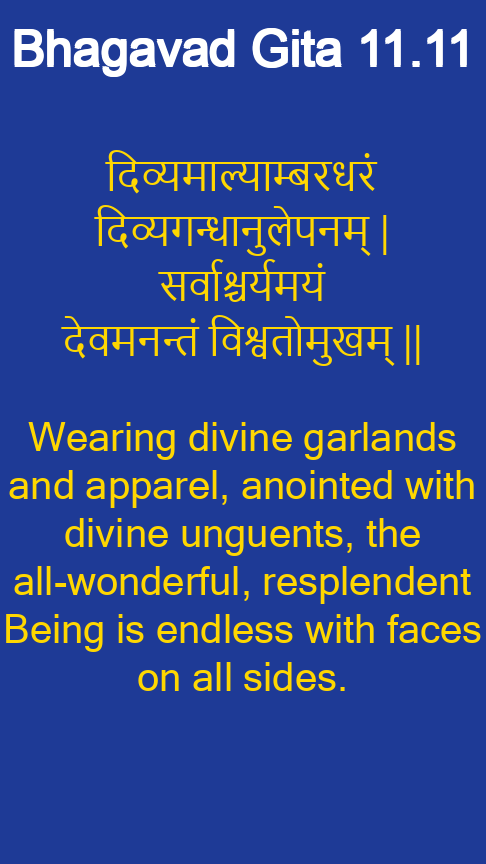 Bhagavad Gita 11.11
दिव्यमाल्याम्बरधरं
दिव्यगन्धानुलेपनम् |
सर्वाश्चर्यमयं
देवमनन्तं विश्वतोमुखम् ||
Wearing divine garlands
and apparel, anointed with
divine unguents, the
all-wonderful, resplendent
Being is endless with faces
on all sides.